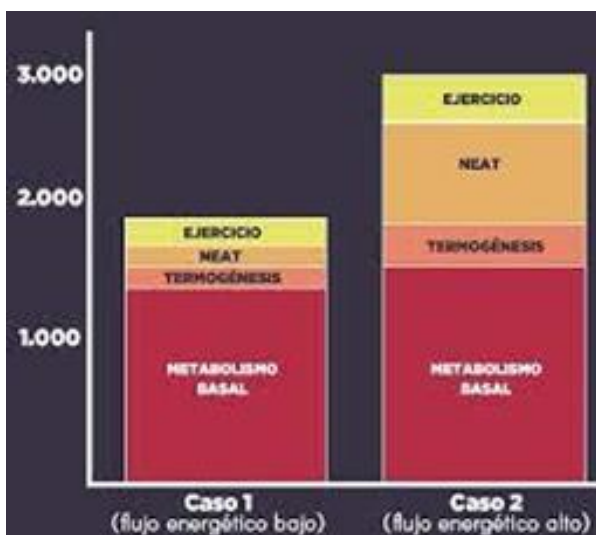 3.000
2.000
1.000
EJERCICIO
NEAT
TERMOGÉNESIS
METABOLISMO
BASAL
EJERCICIO
NEAT
TERMOGÉNESIS
METABOLISMO
BASAL
Caso 1
(flujo energético bajo)
Caso 2
(flujo energético alto)